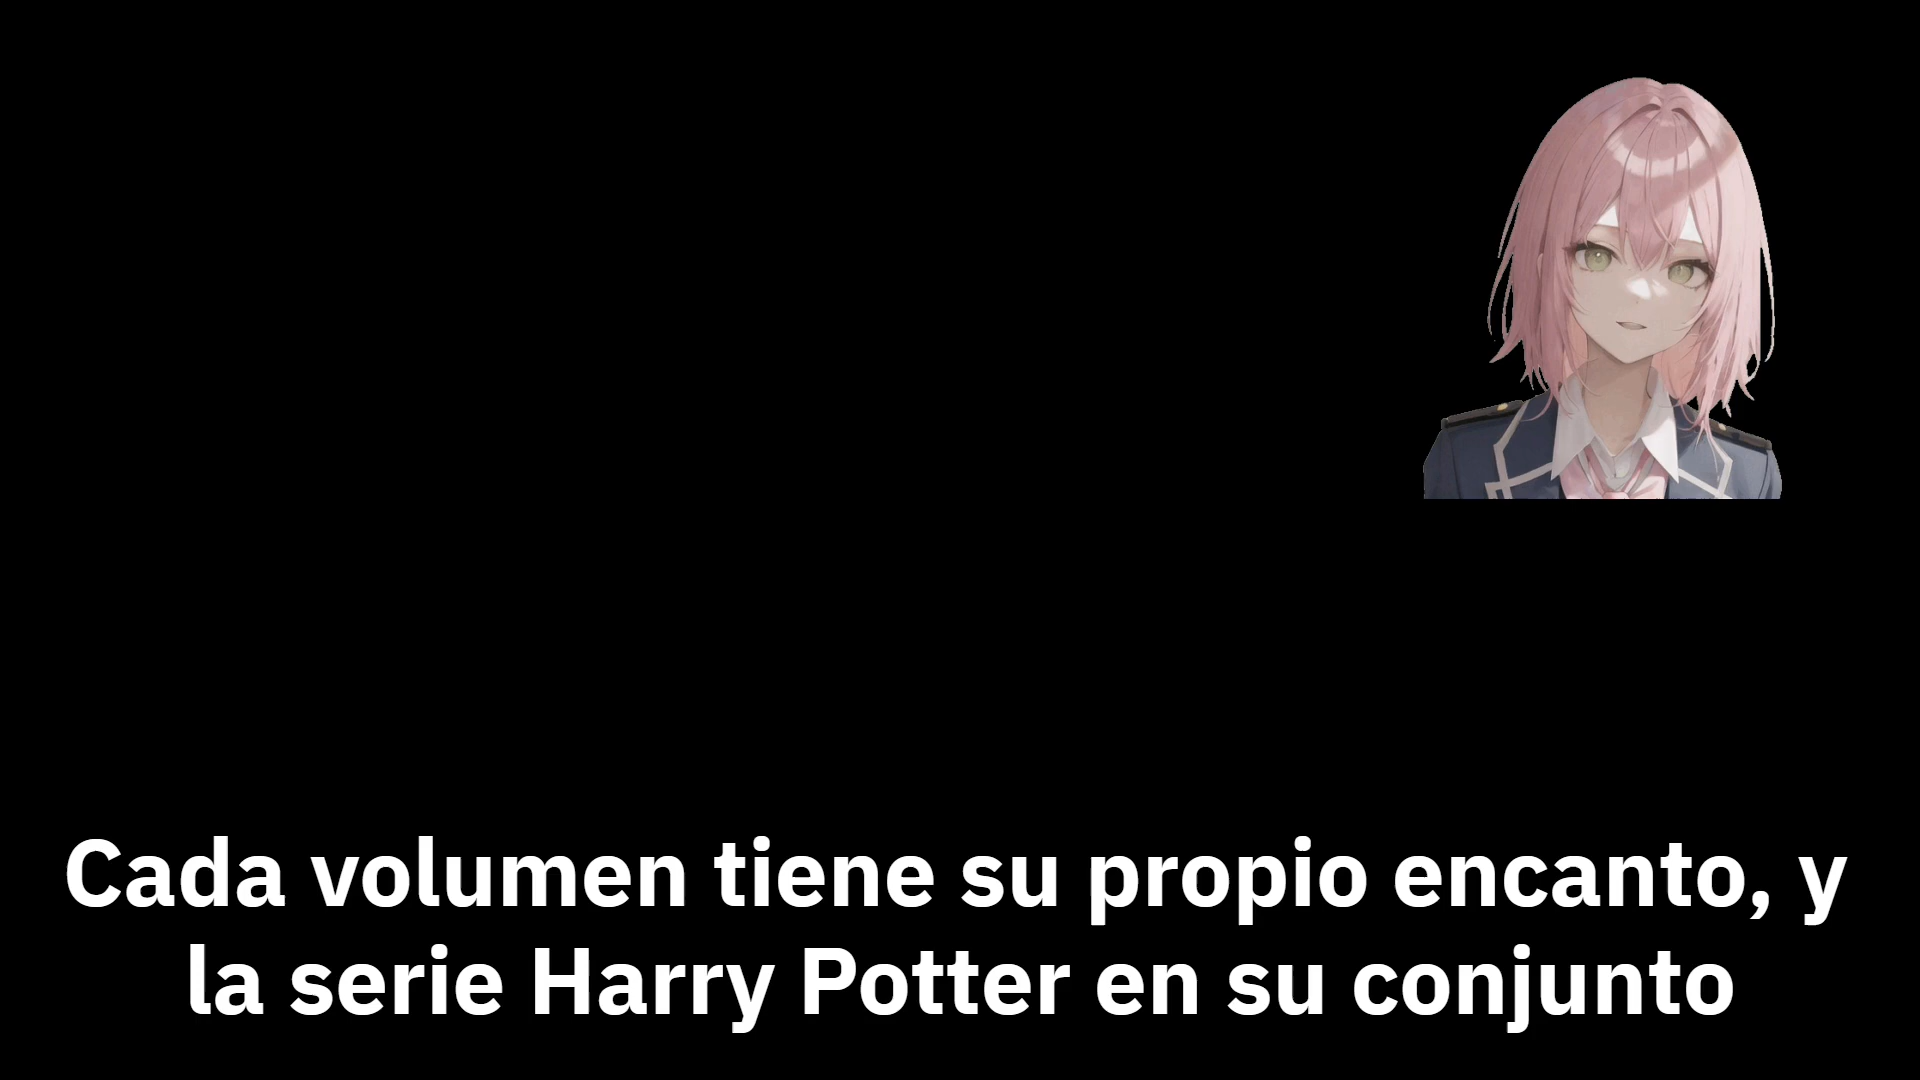 Cada volumen tiene su propio encanto, y
la serie Harry Potter en su conjunto